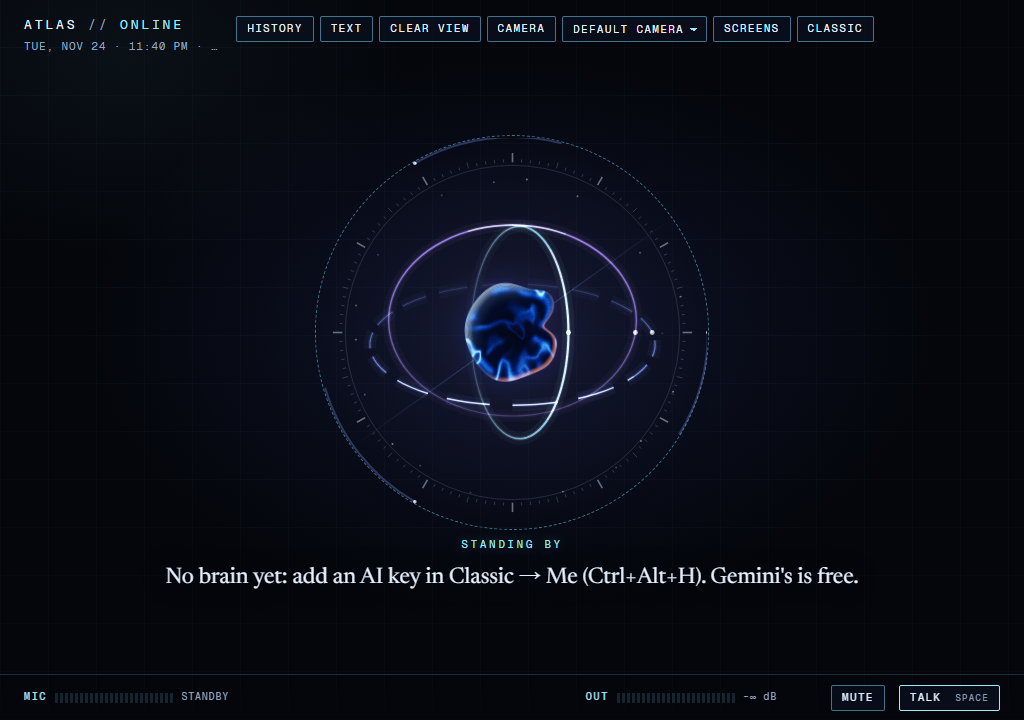 ATLAS // ONLINE
TUE, NOV 24 · 11:40 PM · …
HISTORY
TEXT
CLEAR VIEW
CAMERA
DEFAULT CAMERA
SCREENS
CLASSIC
STANDING BY
No brain yet: add an AI key in Classic → Me (Ctrl+Alt+H). Gemini's is free.
MIC STANDBY
OUT -∞ dB
MUTE
TALK SPACE